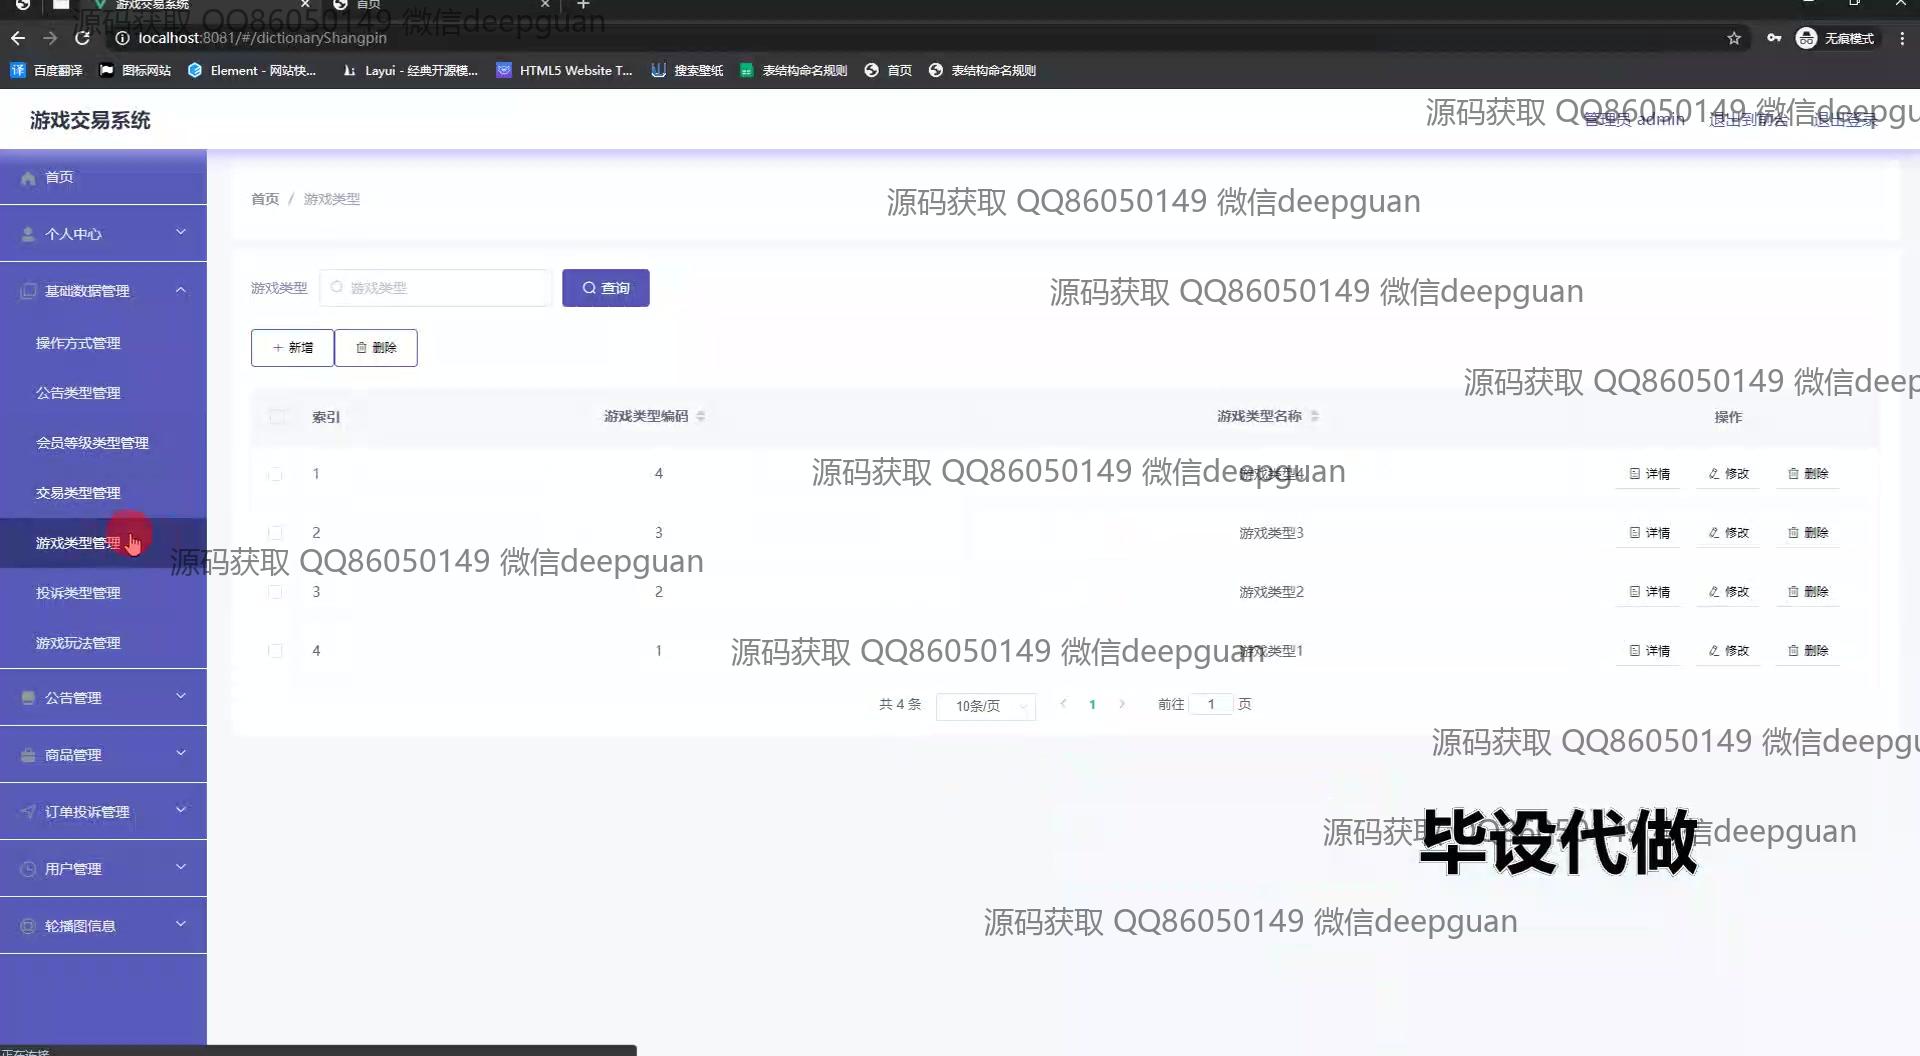 游戏交易系统
首页
源码获取 QQ86050149 微信deepguan
localhost:8081/#/dictionaryShangpin
无痕模式
百度翻译
图标网站
Element - 网站快...
Layui - 经典开源模...
HTML5 Website T...
搜索壁纸
表结构命名规则
首页
表结构命名规则
游戏交易系统
源码获取 QQ86050149 微信deepgu
管理员 admin
退出到前台
退出登录
首页
个人中心
基础数据管理
操作方式管理
公告类型管理
会员等级类型管理
交易类型管理
游戏类型管理
投诉类型管理
游戏玩法管理
公告管理
商品管理
订单投诉管理
用户管理
轮播图信息
首页 / 游戏类型
源码获取 QQ86050149 微信deepguan
游戏类型 游戏类型 查询
源码获取 QQ86050149 微信deepguan
新增 删除
源码获取 QQ86050149 微信deep
索引 游戏类型编码 游戏类型名称 操作
1 4 游戏类型4 详情 修改 删除
源码获取 QQ86050149 微信deepguan
2 3 游戏类型3 详情 修改 删除
源码获取 QQ86050149 微信deepguan
3 2 游戏类型2 详情 修改 删除
4 1 游戏类型1 详情 修改 删除
源码获取 QQ86050149 微信deepguan
共 4 条 10条/页 1 前往 1 页
源码获取 QQ86050149 微信deepgu
源码获取 QQ86050149 微信deepguan
毕设代做
源码获取 QQ86050149 微信deepguan
正在连接